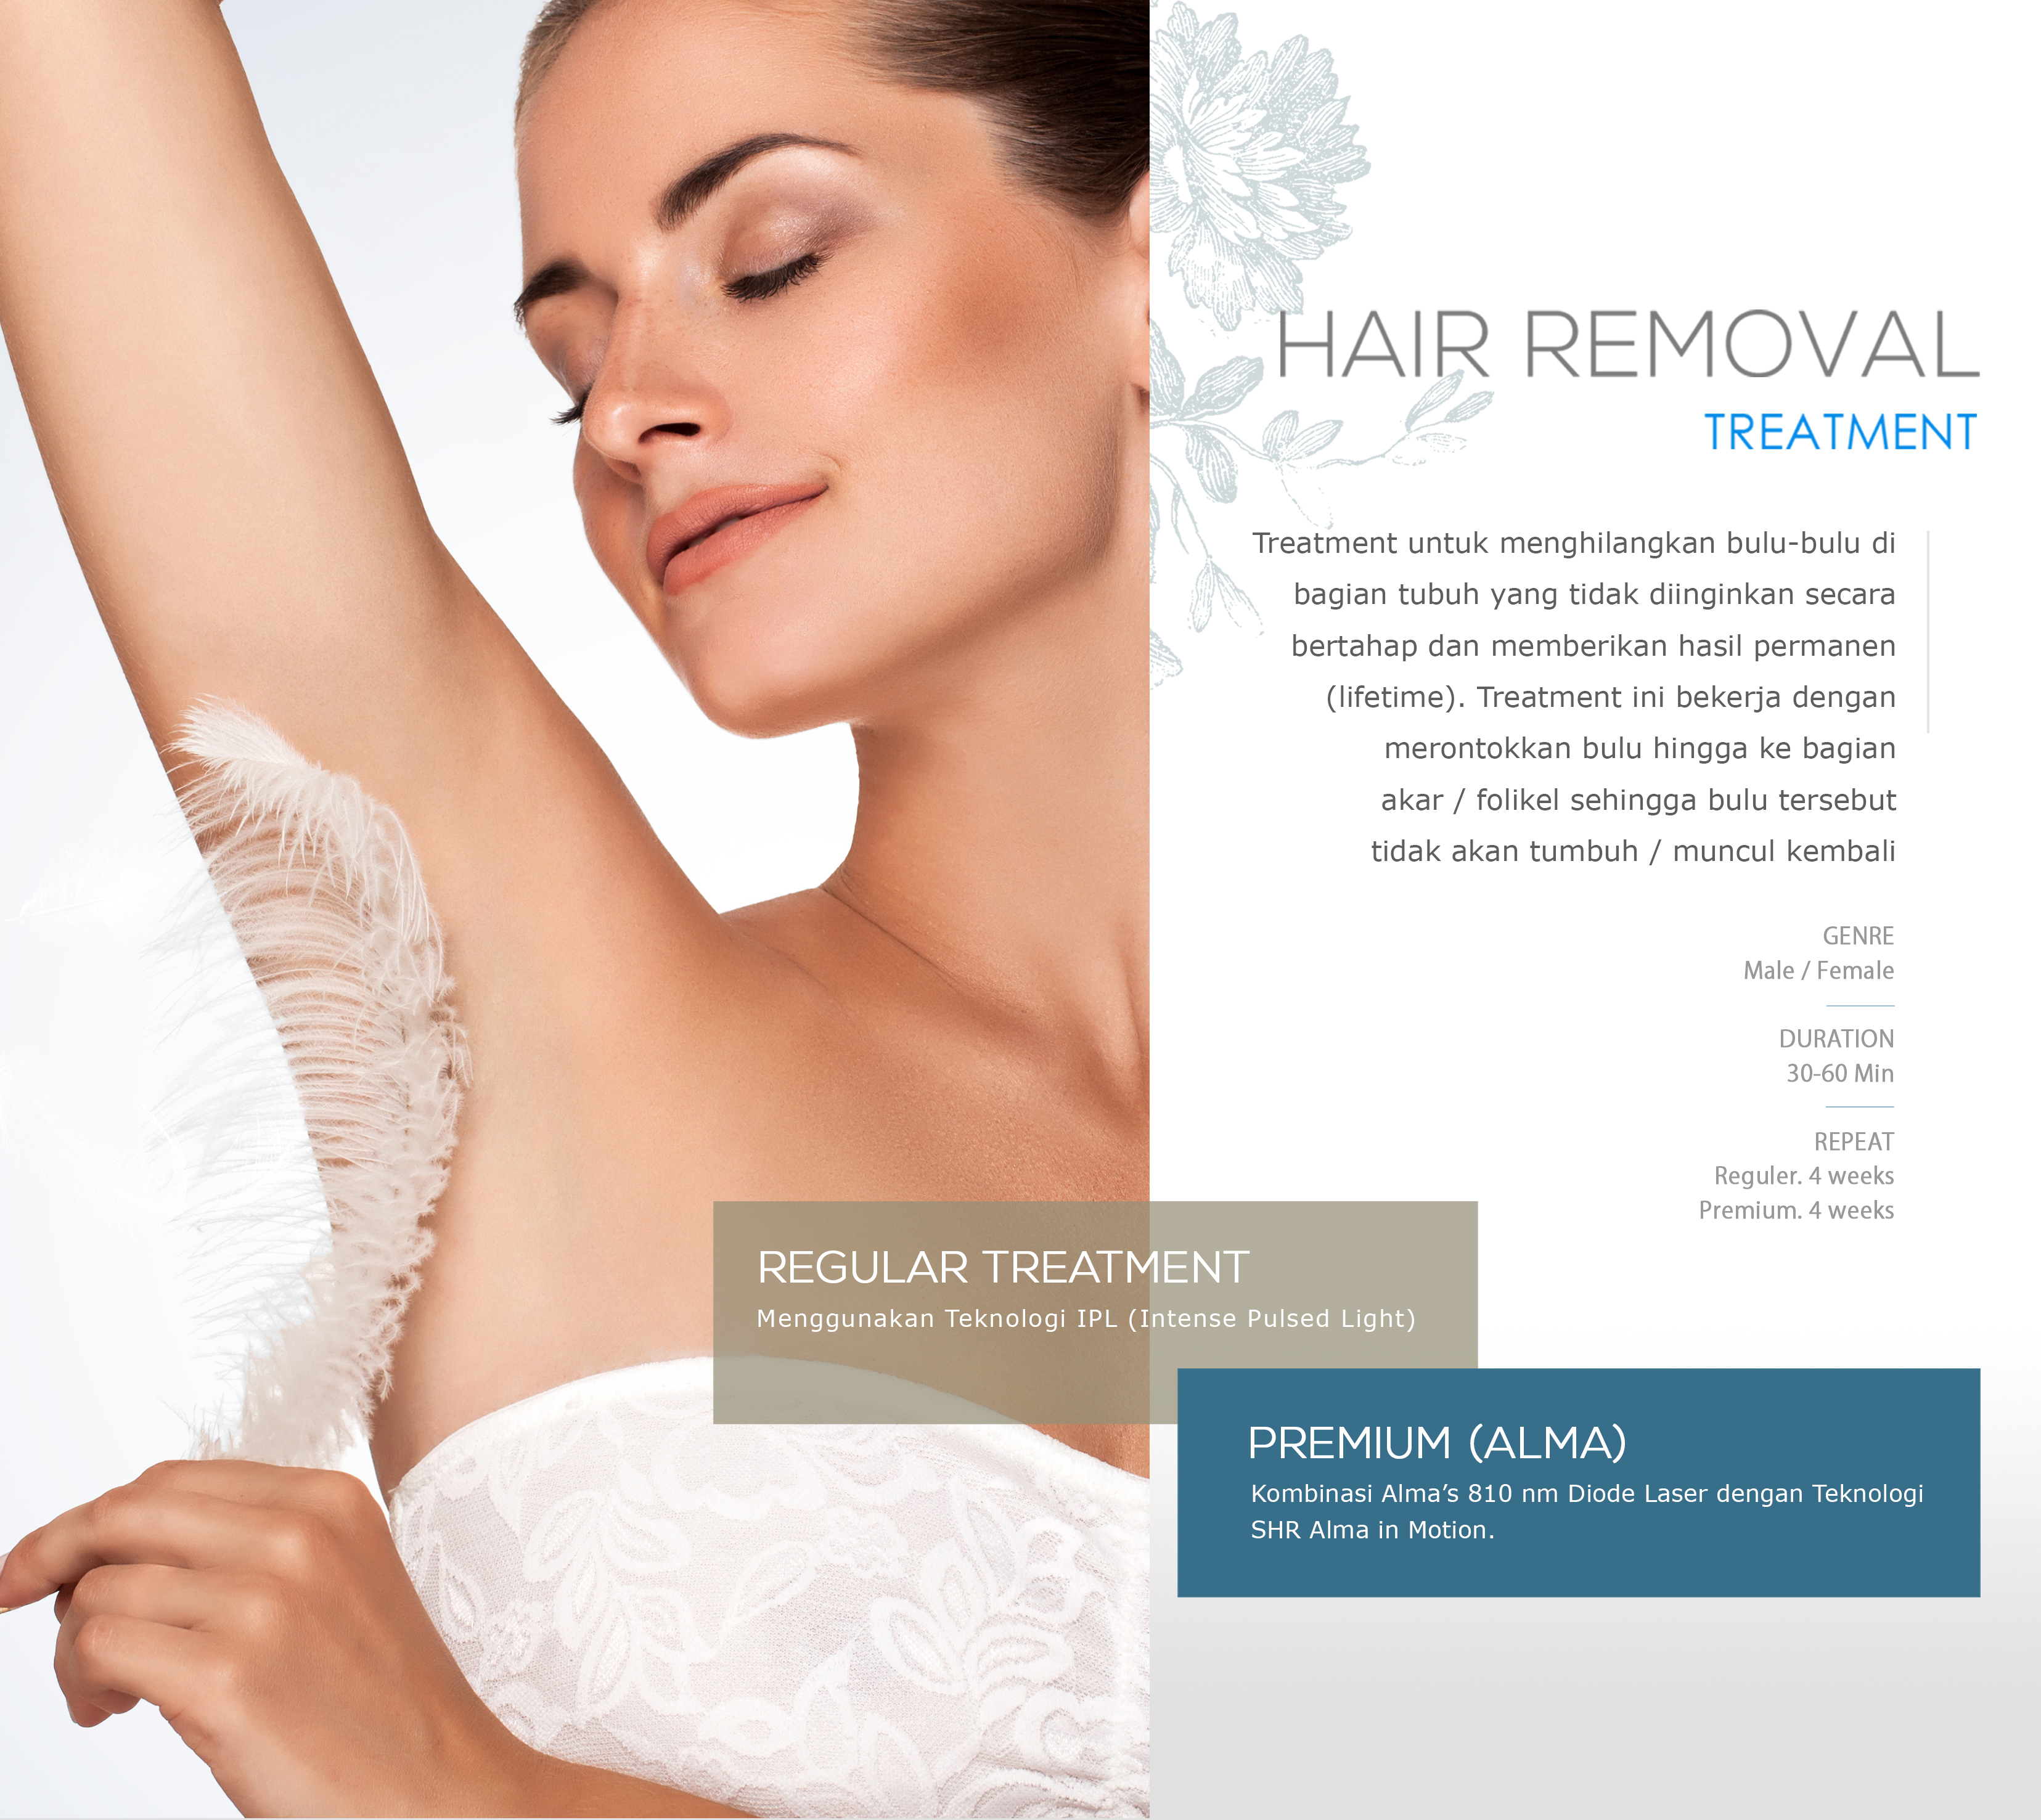 HAIR REMOVAL
TREATMENT
Treatment untuk menghilangkan bulu-bulu di
bagian tubuh yang tidak diinginkan secara
bertahap dan memberikan hasil permanen
(lifetime). Treatment ini bekerja dengan
merontokkan bulu hingga ke bagian
akar / folikel sehingga bulu tersebut
tidak akan tumbuh / muncul kembali
GENRE
Male / Female
DURATION
30-60 Min
REPEAT
Reguler. 4 weeks
Premium. 4 weeks
REGULAR TREATMENT
Menggunakan Teknologi IPL (Intense Pulsed Light)
PREMIUM (ALMA)
Kombinasi Alma’s 810 nm Diode Laser dengan Teknologi
SHR Alma in Motion.